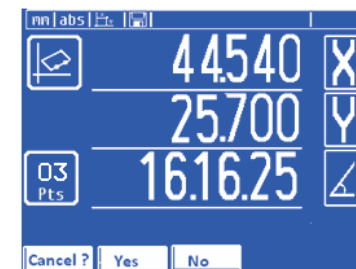 mm|abs
44.540 X
25.700 Y
03
Pts
16.16.25
Cancel ? Yes No